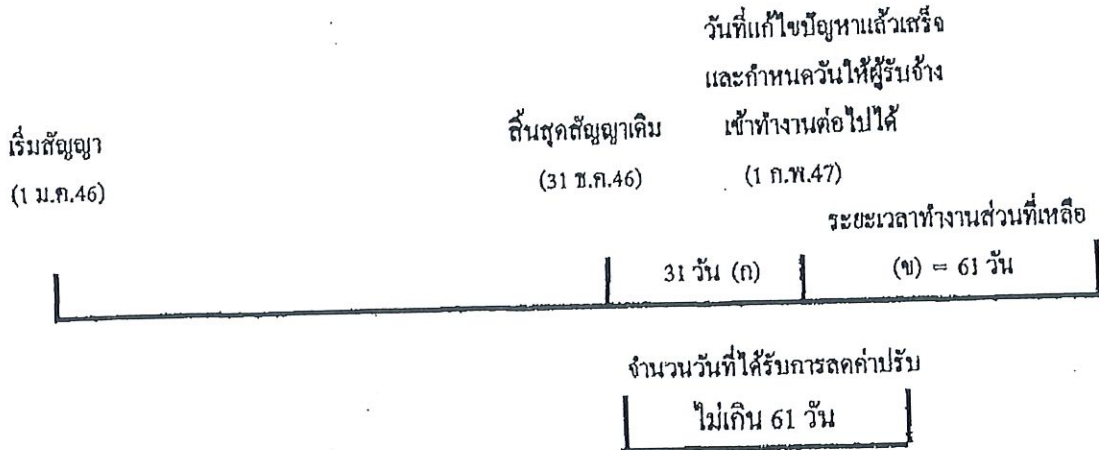 วันที่แก้ไขปัญหาแล้วเสร็จ
และกำหนดวันให้ผู้รับจ้าง
เริ่มสัญญา
สิ้นสุดสัญญาเดิม
เข้าทำงานต่อไปได้
(1 ม.ค.46)
(31 ธ.ค.46)
(1 ก.พ.47)
ระยะเวลาทำงานส่วนที่เหลือ
31 วัน (ก)
(ข) = 61 วัน
จำนวนวันที่ได้รับการลดค่าปรับ
ไม่เกิน 61 วัน